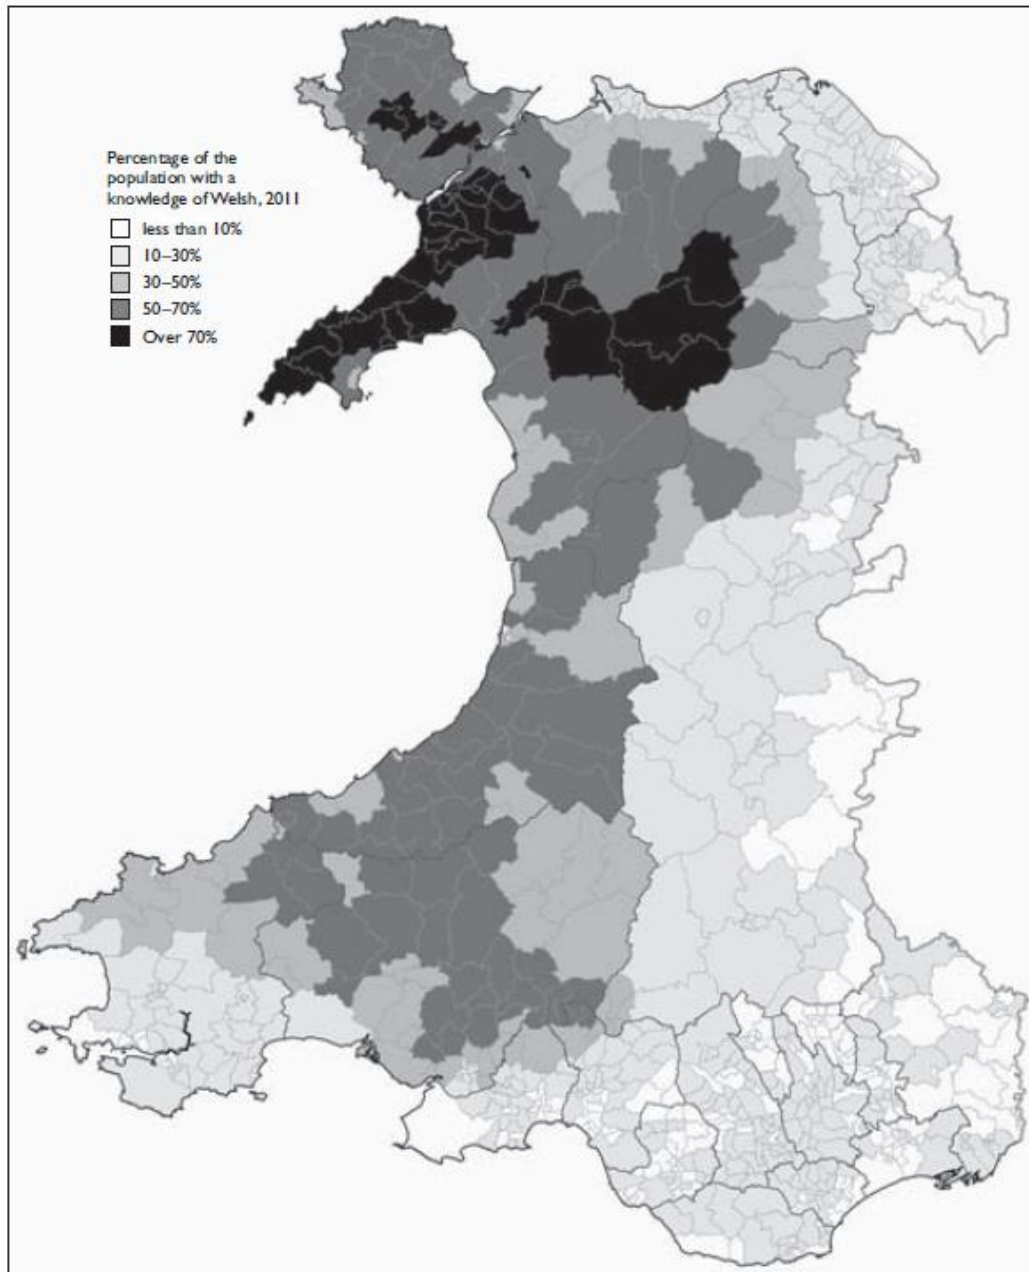 Percentage of the
population with a
knowledge of Welsh, 2011
less than 10%
10–30%
30–50%
50–70%
Over 70%